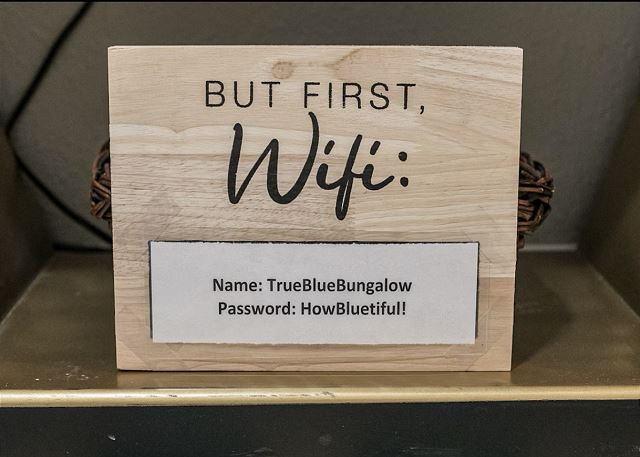 BUT FIRST,
Wifi:
Name: TrueBlueBungalow
Password: HowBluetiful!